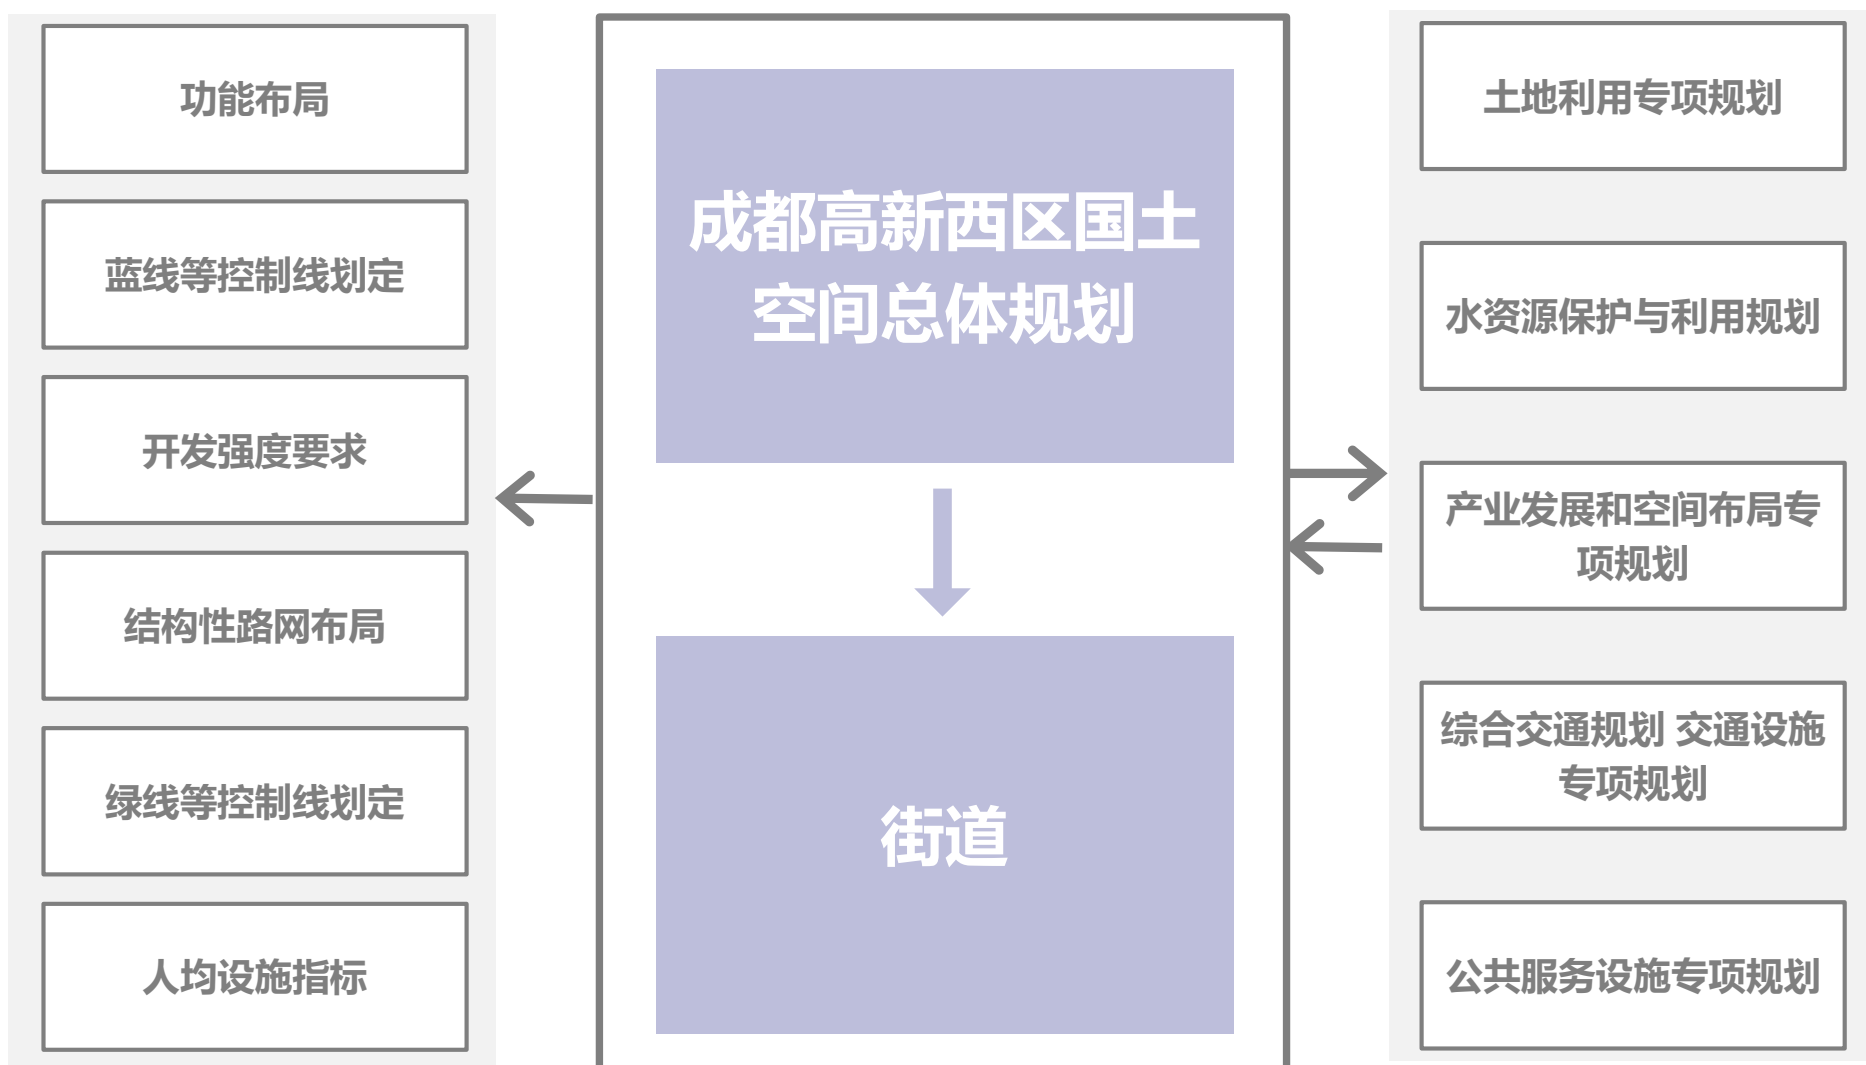 功能布局
蓝线等控制线划定
开发强度要求
结构性路网布局
绿线等控制线划定
人均设施指标
成都高新西区国土
空间总体规划
街道
土地利用专项规划
水资源保护与利用规划
产业发展和空间布局专
项规划
综合交通规划 交通设施
专项规划
公共服务设施专项规划